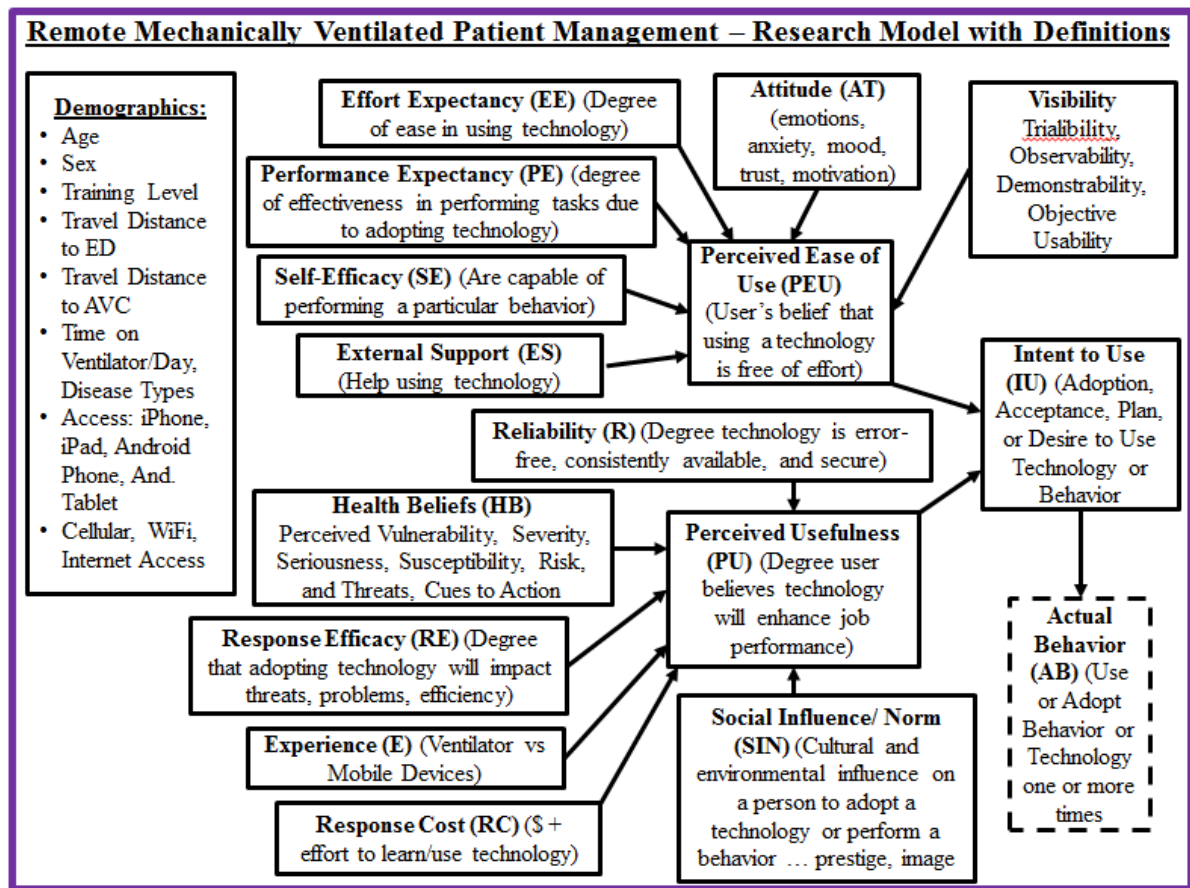 Remote Mechanically Ventilated Patient Management – Research Model with Definitions
Demographics:
• Age
• Sex
• Training Level
• Travel Distance
to ED
• Travel Distance
to AVC
• Time on
Ventilator/Day,
Disease Types
• Access: iPhone,
iPad, Android
Phone, And.
Tablet
• Cellular, WiFi,
Internet Access
Effort Expectancy (EE) (Degree
of ease in using technology)
Performance Expectancy (PE) (degree
of effectiveness in performing tasks due
to adopting technology)
Self-Efficacy (SE) (Are capable of
performing a particular behavior)
External Support (ES)
(Help using technology)
Attitude (AT)
(emotions,
anxiety, mood,
trust, motivation)
Visibility
Trialibility,
Observability,
Demonstrability,
Objective
Usability
Perceived Ease of
Use (PEU)
(User’s belief that
using a technology
is free of effort)
Reliability (R) (Degree technology is error-
free, consistently available, and secure)
Health Beliefs (HB)
Perceived Vulnerability, Severity,
Seriousness, Susceptibility, Risk,
and Threats, Cues to Action
Response Efficacy (RE) (Degree
that adopting technology will impact
threats, problems, efficiency)
Experience (E) (Ventilator vs
Mobile Devices)
Response Cost (RC) ($ +
effort to learn/use technology)
Perceived Usefulness
(PU) (Degree user
believes technology
will enhance job
performance)
Social Influence/ Norm
(SIN) (Cultural and
environmental influence on
a person to adopt a
technology or perform a
behavior … prestige, image
Intent to Use
(IU) (Adoption,
Acceptance, Plan,
or Desire to Use
Technology or
Behavior
Actual
Behavior
(AB) (Use
or Adopt
Behavior or
Technology
one or more
times